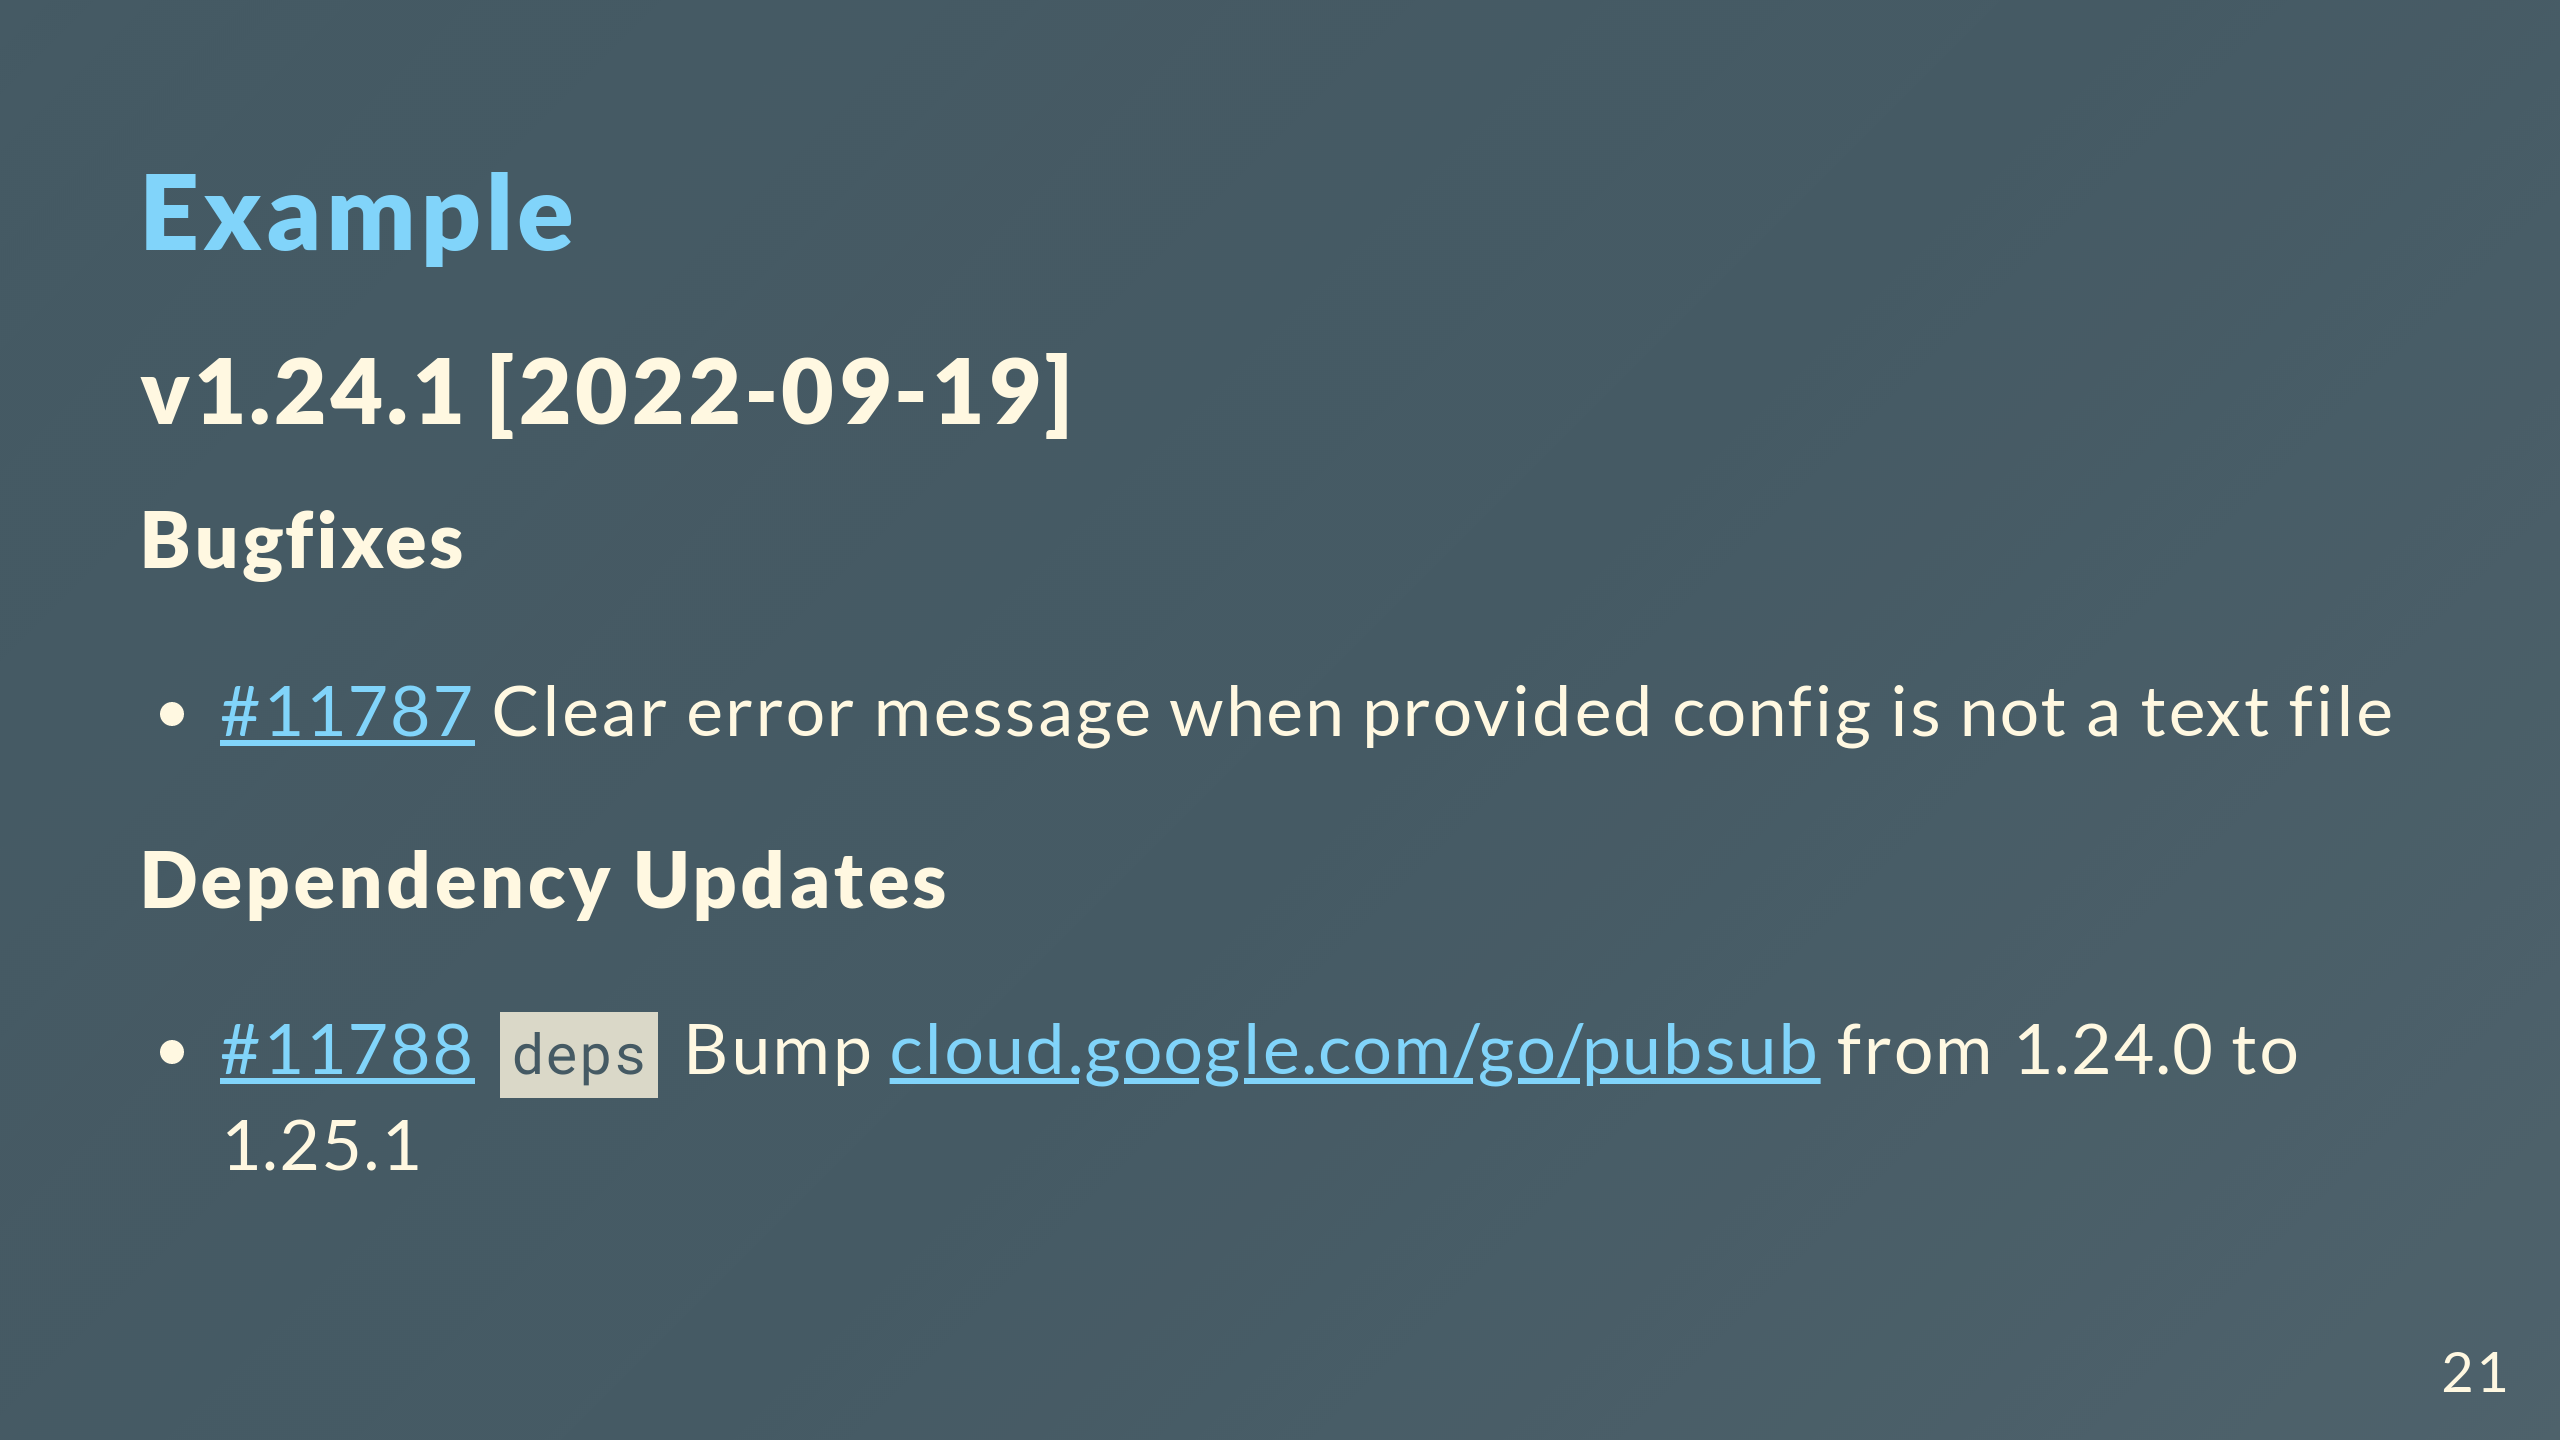 Example
v1.24.1 [2022-09-19]
Bugfixes
• #11787 Clear error message when provided config is not a text file
Dependency Updates
• #11788 deps Bump cloud.google.com/go/pubsub from 1.24.0 to
1.25.1
21